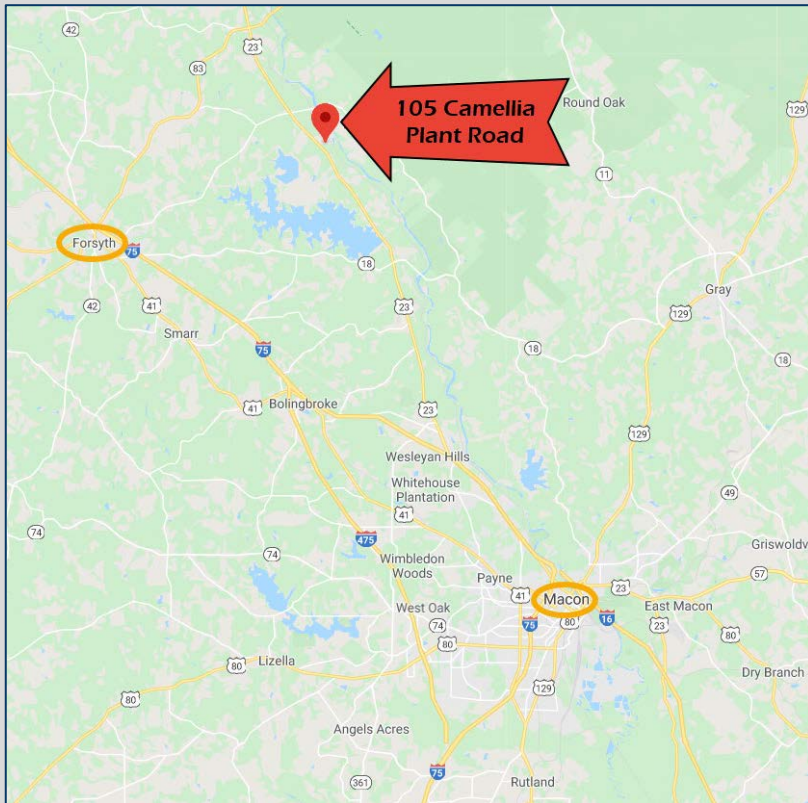 42
23
83
105 Camellia
Plant Road
Round Oak
129
11
Forsyth
75
18
Gray
42
41
23
129
Smarr
18
18
75
41
Bolingbroke
23
129
Wesleyan Hills
Whitehouse
Plantation
49
41
74
475
Griswoldv
74
Wimbledon
Woods
57
Payne
23
41
Macon
West Oak
East Macon
74
75
80
16
23
80
80
Lizella
80
Dry Branch
80
129
Angels Acres
75
361
Rutland